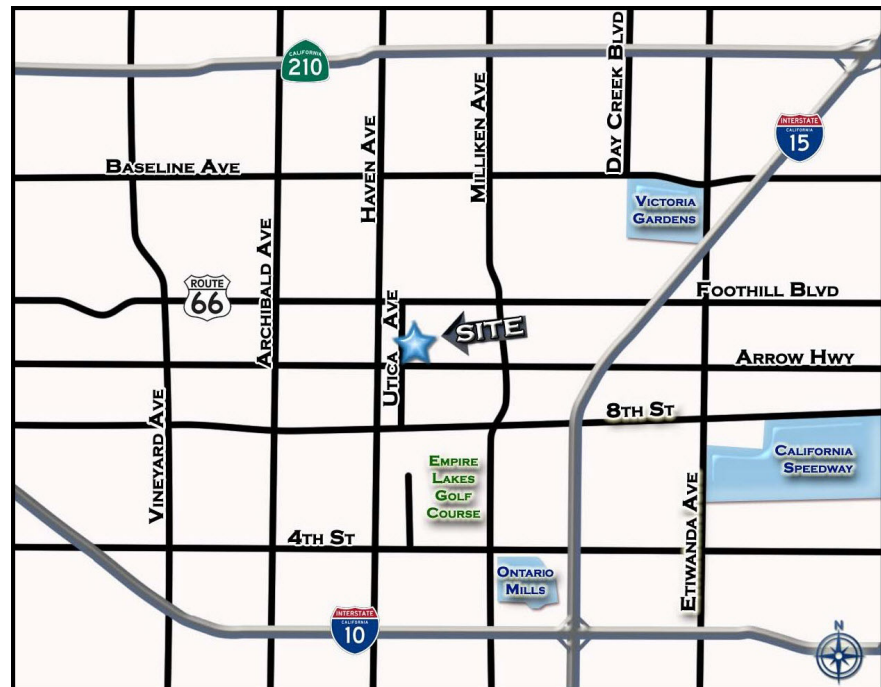 CALIFORNIA
210
HAVEN AVE
MILLIKEN AVE
DAY CREEK BLVD
INTERSTATE
CALIFORNIA
15
BASELINE AVE
VICTORIA
GARDENS
ARCHIBALD AVE
ROUTE
66
FOOTHILL BLVD
UTICA AVE
SITE
ARROW HWY
VINEYARD AVE
8TH ST
CALIFORNIA
SPEEDWAY
EMPIRE
LAKES
GOLF
COURSE
ETIWANDA AVE
4TH ST
ONTARIO
MILLS
INTERSTATE
CALIFORNIA
10
N